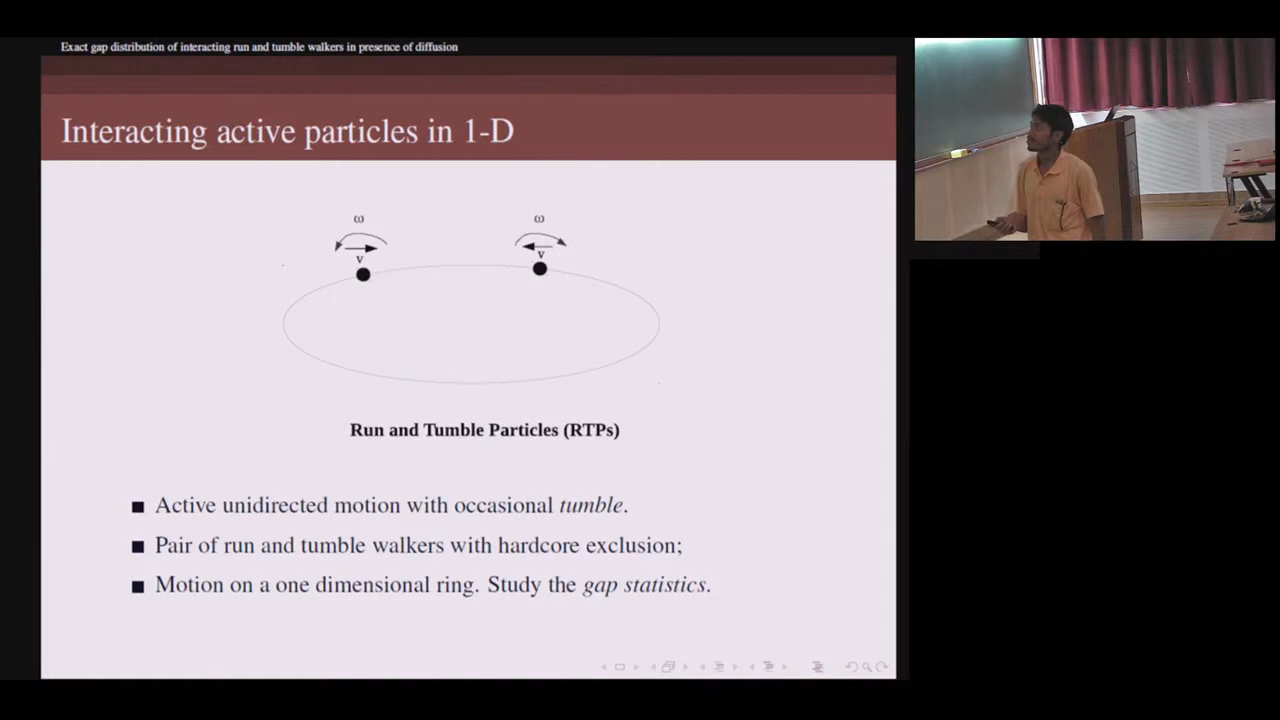 Exact gap distribution of interacting run and tumble walkers in presence of diffusion
Interacting active particles in 1-D
ω ω
v v
Run and Tumble Particles (RTPs)
Active unidirected motion with occasional tumble.
Pair of run and tumble walkers with hardcore exclusion;
Motion on a one dimensional ring. Study the gap statistics.